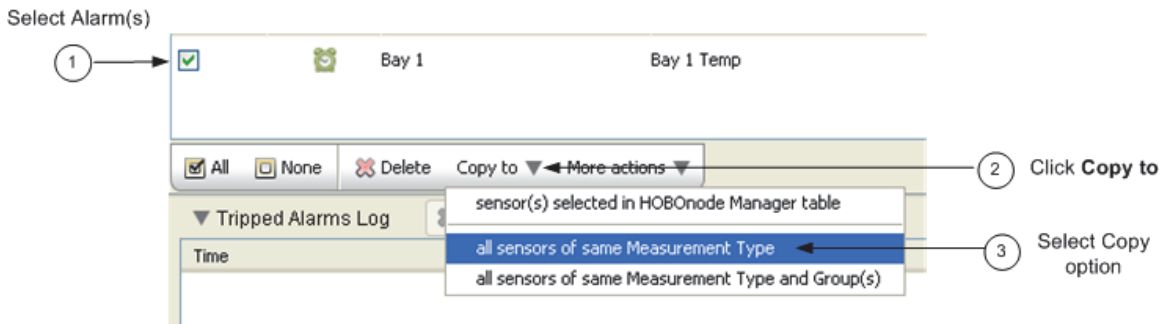 Select Alarm(s)
1 Bay 1 Bay 1 Temp
All None Delete Copy to More actions 2 Click Copy to
sensor(s) selected in HOBOnode Manager table
Tripped Alarms Log
all sensors of same Measurement Type 3 Select Copy option
Time
all sensors of same Measurement Type and Group(s)